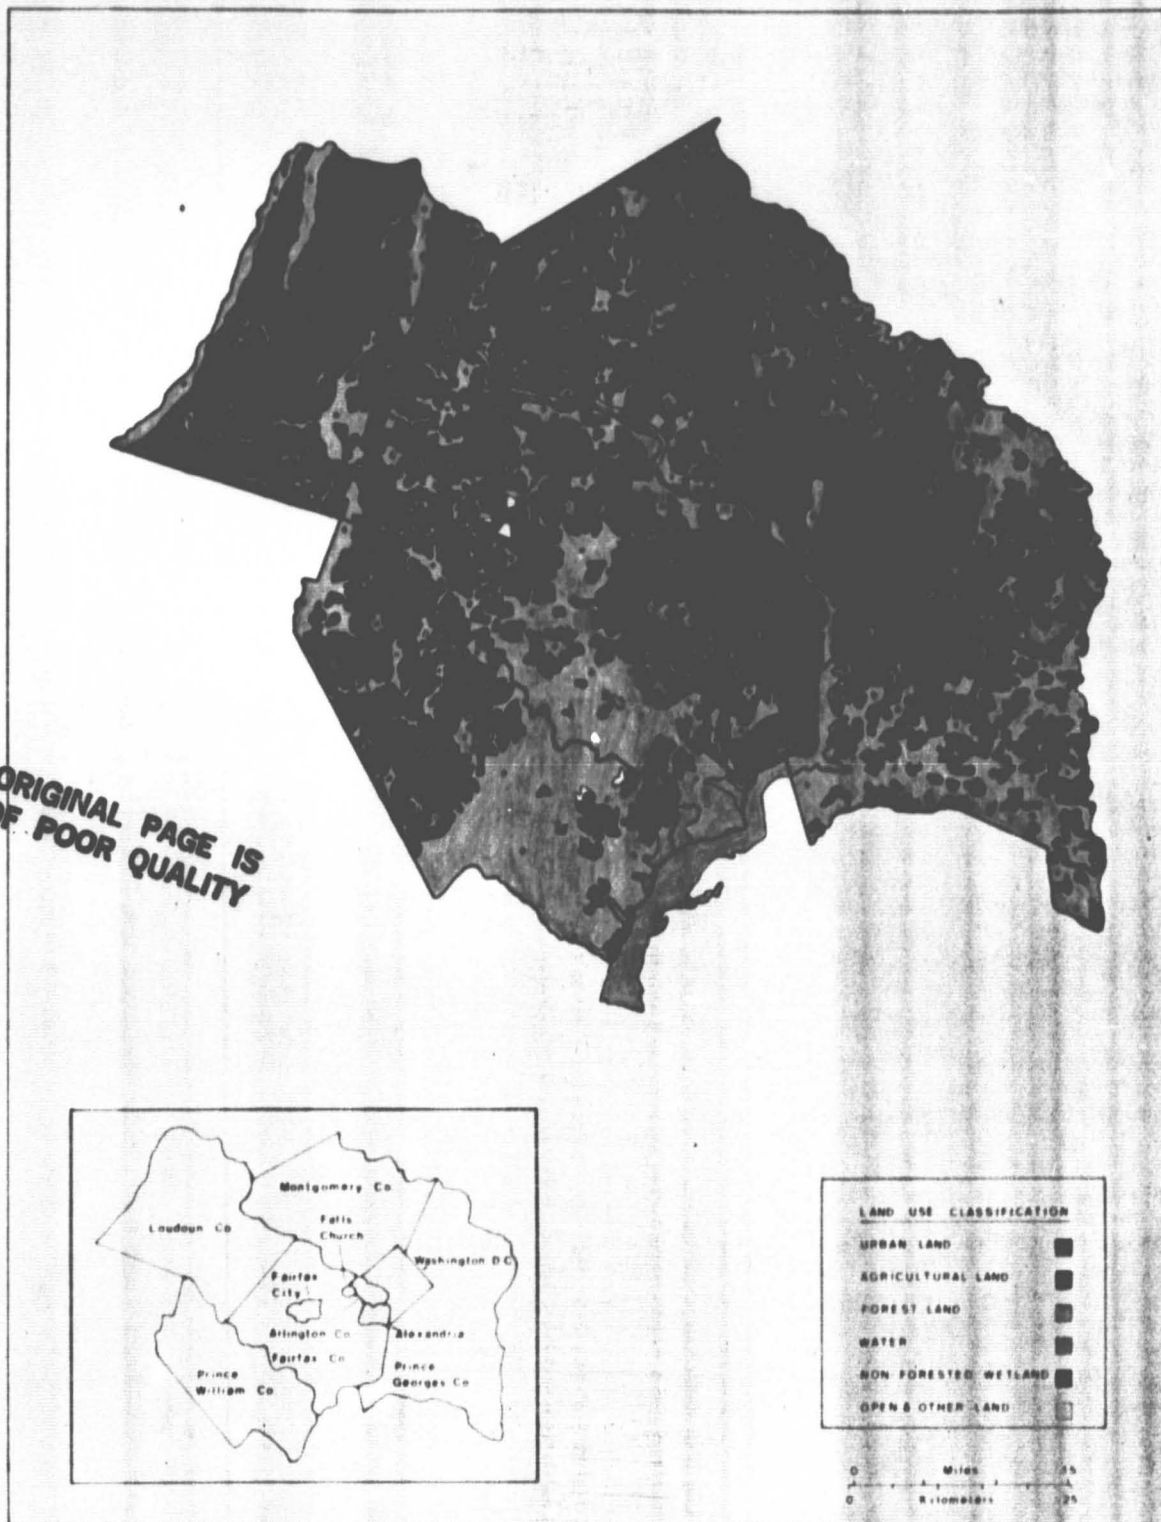 ORIGINAL PAGE IS
OF POOR QUALITY
Montgomery Co
Loudoun Co
Falls
Church
Washington D C
Fairfax
City
Arlington Co
Alexandria
Fairfax Co
Prince
William Co
Prince
Georges Co
LAND USE CLASSIFICATION
URBAN LAND
AGRICULTURAL LAND
FOREST LAND
WATER
NON FORESTED WETLAND
OPEN & OTHER LAND
0 Miles 15
0 Kilometers 25